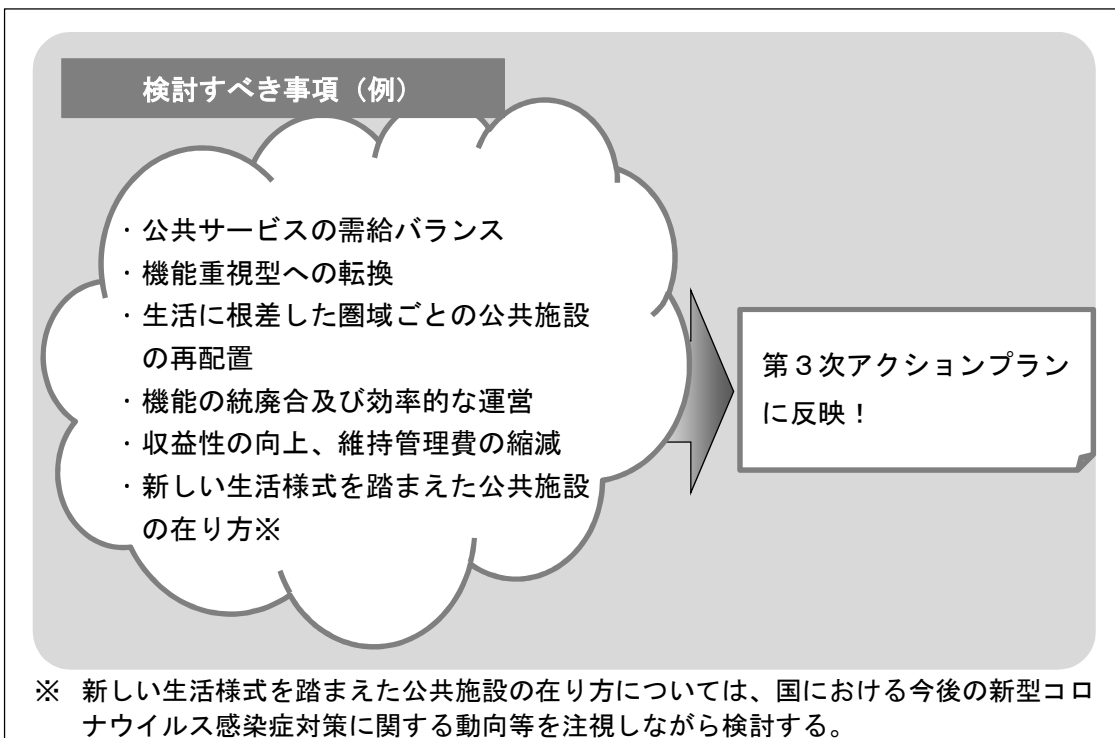 検討すべき事項（例）
・公共サービスの需給バランス
・機能重視型への転換
・生活に根差した圏域ごとの公共施設
の再配置
・機能の統廃合及び効率的な運営
・収益性の向上、維持管理費の縮減
・新しい生活様式を踏まえた公共施設
の在り方※
第３次アクションプラン
に反映！
※　新しい生活様式を踏まえた公共施設の在り方については、国における今後の新型コロ
ナウイルス感染症対策に関する動向等を注視しながら検討する。